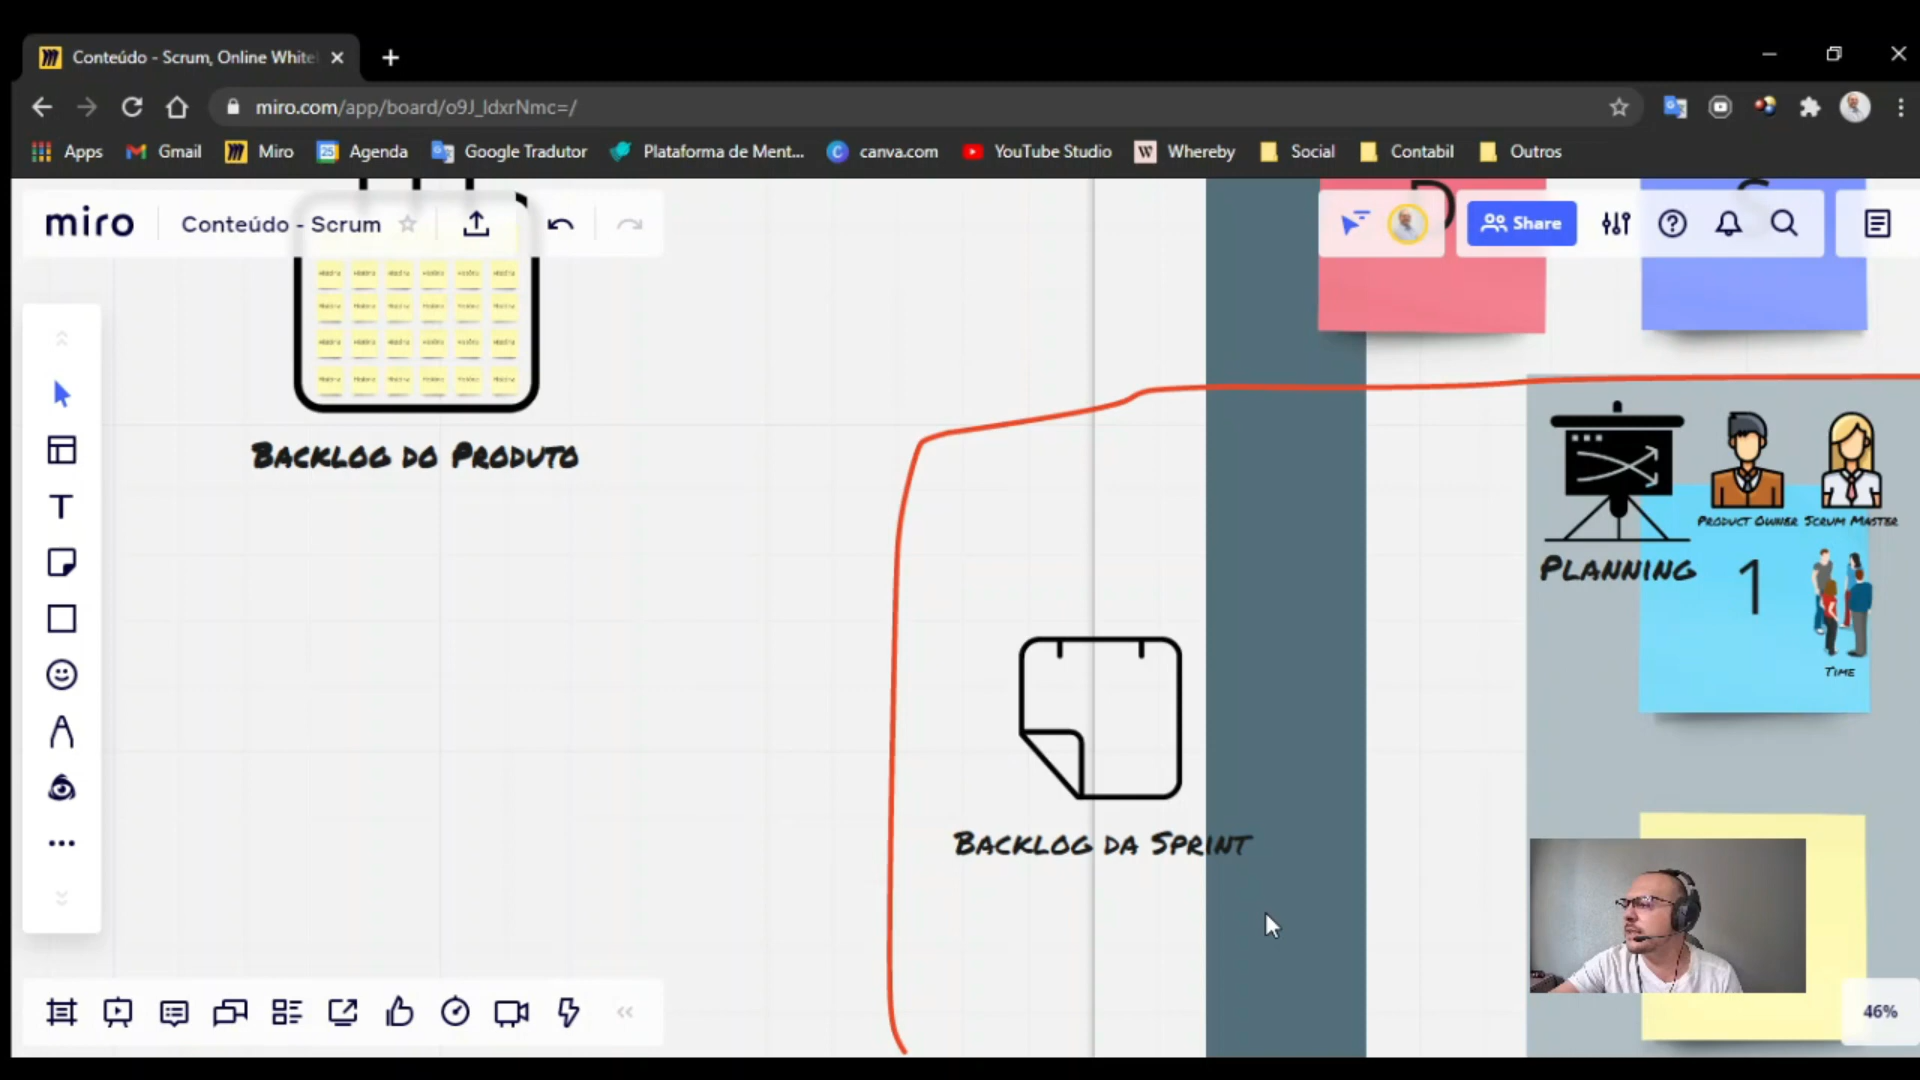 Conteúdo - Scrum, Online White
miro.com/app/board/o9J_ldxrNmc=/
Apps
Gmail
Miro
25
Agenda
Google Tradutor
Plataforma de Ment...
canva.com
YouTube Studio
Whereby
Social
Contabil
Outros
miro
Conteúdo - Scrum
D
S
Share
Backlog do Produto
Product Owner
Scrum Master
Planning
1
Time
Backlog da Sprint
46%